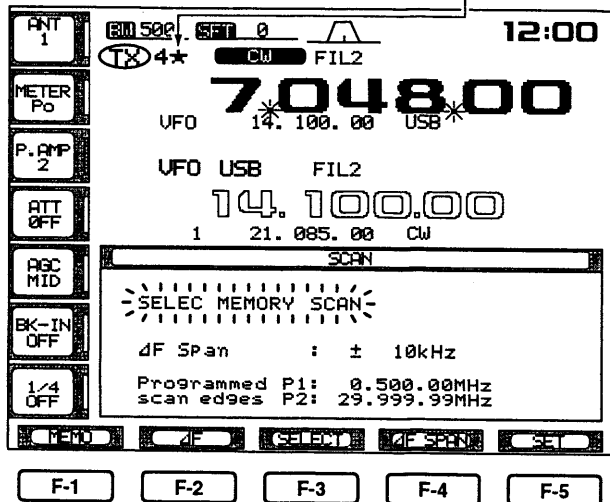 ANT
1
BW 500 SFT 0
12:00
TX 4★ CW FIL2
METER
Po
7.048.00
VFO 14. 100. 00 USB
P.AMP
2
VFO USB FIL2
ATT
OFF
14. 100.00
1 21. 085. 00 CW
AGC
MID
SCAN
SELEC MEMORY SCAN
BK-IN
OFF
⊿F SPan : ± 10kHz
1/4
OFF
Programmed P1: 0.500.00MHz
scan edges P2: 29.999.99MHz
MEMO ⊿F SELECT ⊿F SPAN SET
F-1 F-2 F-3 F-4 F-5